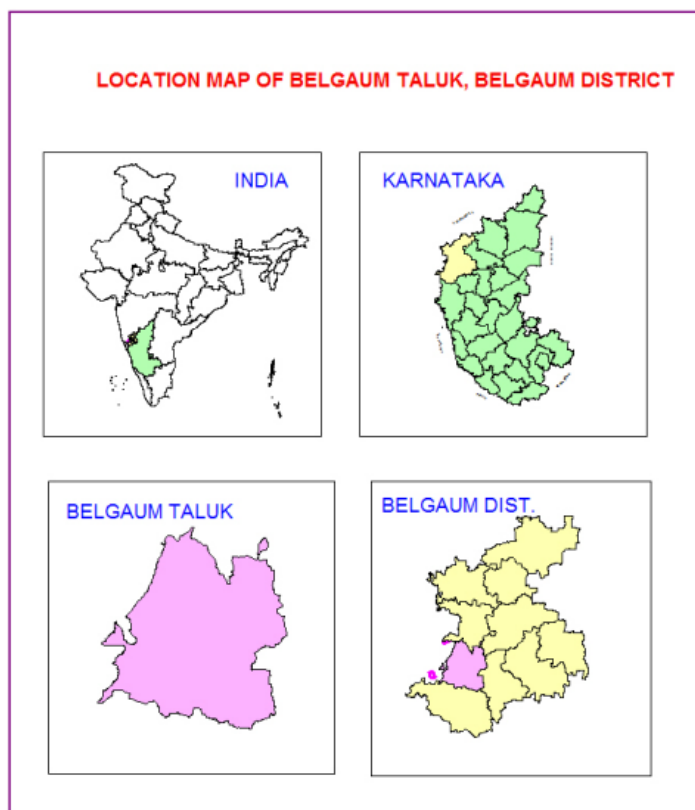 LOCATION MAP OF BELGAUM TALUK, BELGAUM DISTRICT
INDIA
KARNATAKA
BELGAUM TALUK
BELGAUM DIST.